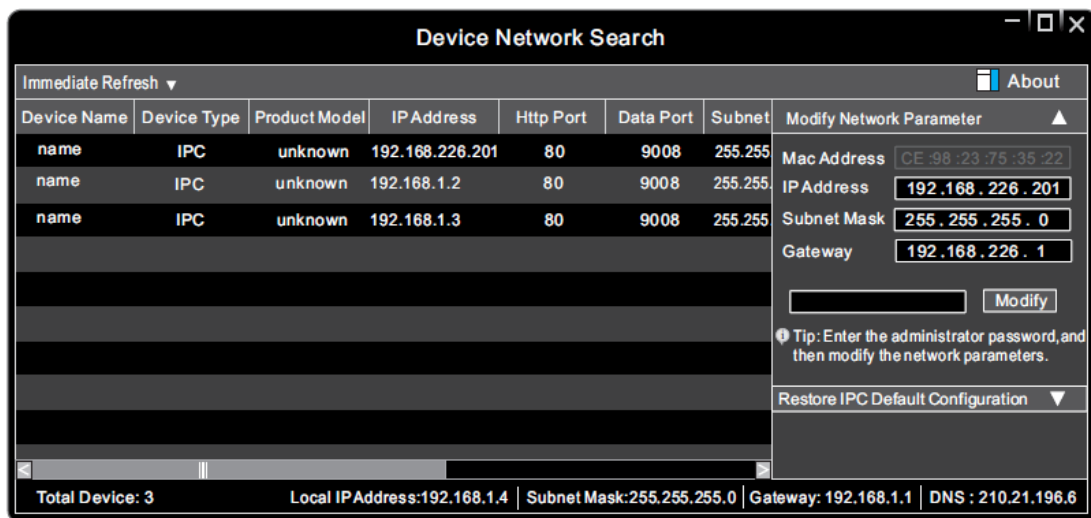 Device Network Search
Immediate Refresh
About
Device Name Device Type Product Model IP Address Http Port Data Port Subnet
name IPC unknown 192.168.226.201 80 9008 255.255
name IPC unknown 192.168.1.2 80 9008 255.255.
name IPC unknown 192.168.1.3 80 9008 255.255
Modify Network Parameter
Mac Address CE:98:23:75:35:22
IP Address 192.168.226.201
Subnet Mask 255.255.255.0
Gateway 192.168.226.1
Modify
Tip: Enter the administrator password,and
then modify the network parameters.
Restore IPC Default Configuration
Total Device: 3 Local IP Address:192.168.1.4 Subnet Mask:255.255.255.0 Gateway: 192.168.1.1 DNS : 210.21.196.6